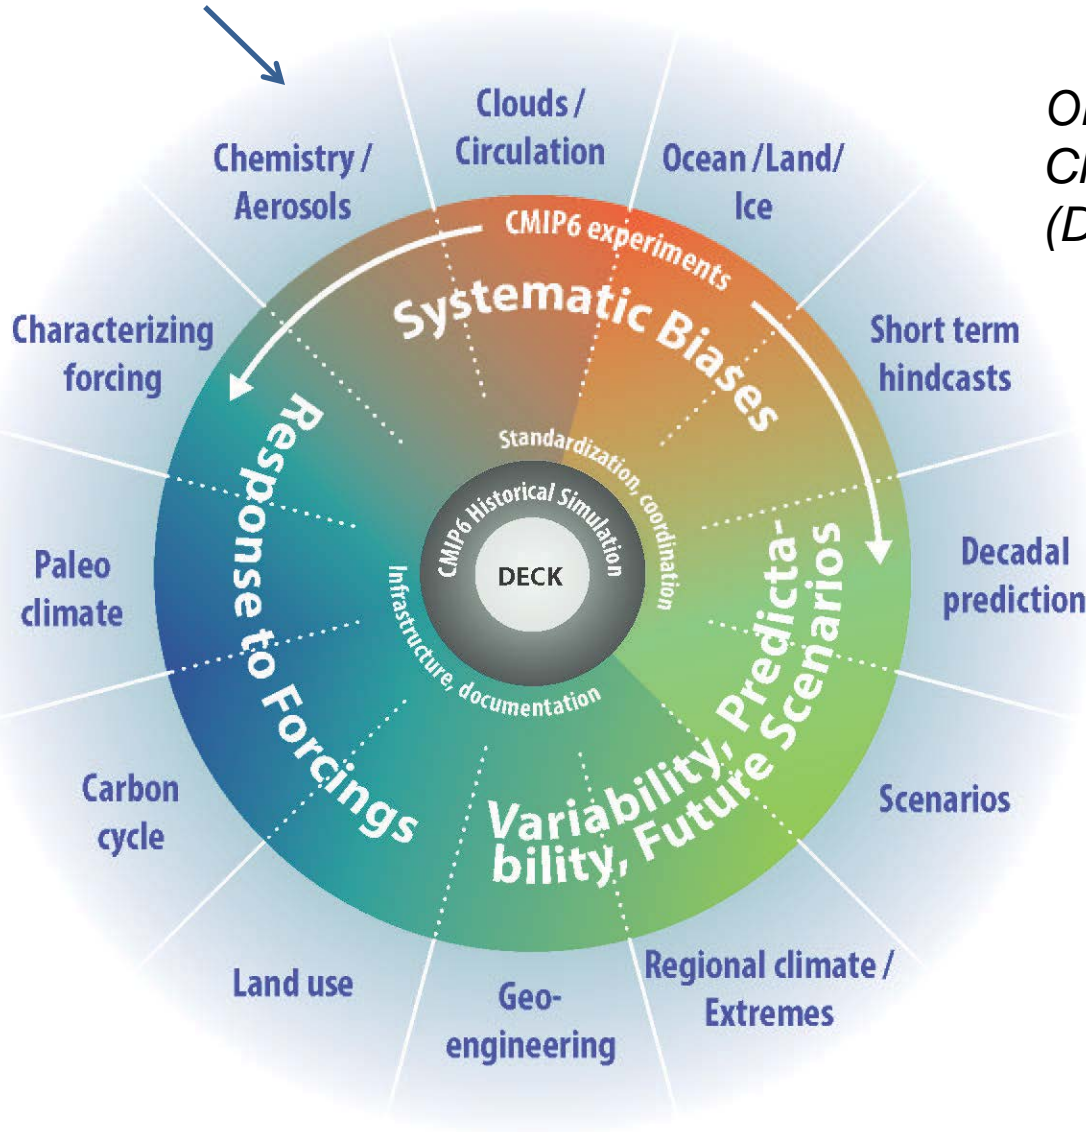 Clouds /
Circulation
Chemistry /
Aerosols
Ocean /Land/
Ice
CMIP6 experiments
Systematic Biases
Characterizing
forcing
Short term
hindcasts
Response to Forcings
Standardization, coordination
CMIP6 Historical Simulation
DECK
Infrastructure, documentation
Paleo
climate
Decadal
prediction
Variability, Predicta-
bility, Future Scenarios
Carbon
cycle
Scenarios
Land use
Geo-
engineering
Regional climate /
Extremes